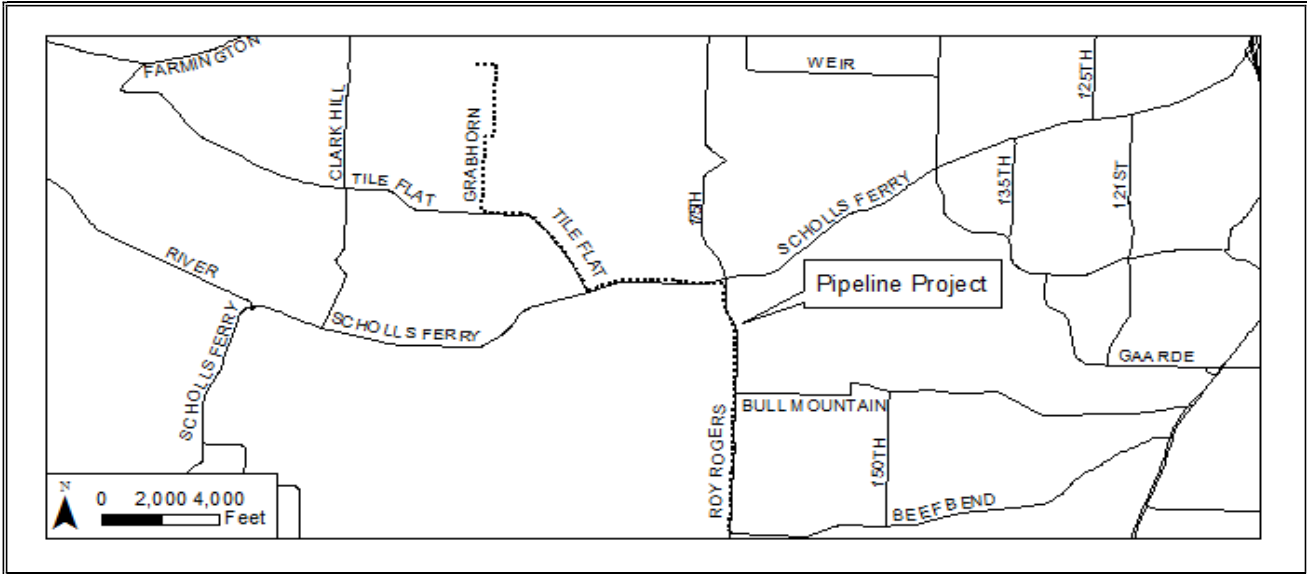 FARMINGTON
WEIR
125TH
CLARK HILL
GRABHORN
TILE FLAT
135TH
121ST
175TH
SCHOLLS FERRY
TILE FLAT
RIVER
Pipeline Project
SCHOLLS FERRY
SCHOLLS FERRY
GAARDE
BULL MOUNTAIN
ROY ROGERS
150TH
BEEF BEND
N
0 2,000 4,000
Feet